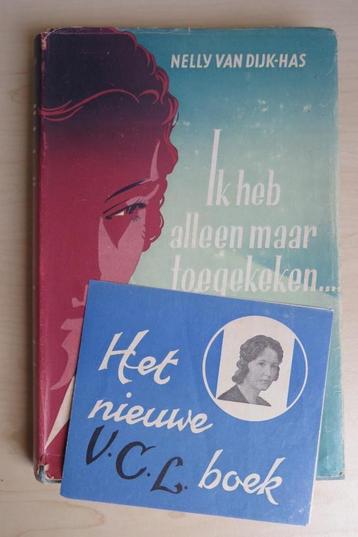 NELLY VAN DIJK-HAS
Ik heb
alleen maar
toegekeken....
Het
nieuwe
V.C.L. boek